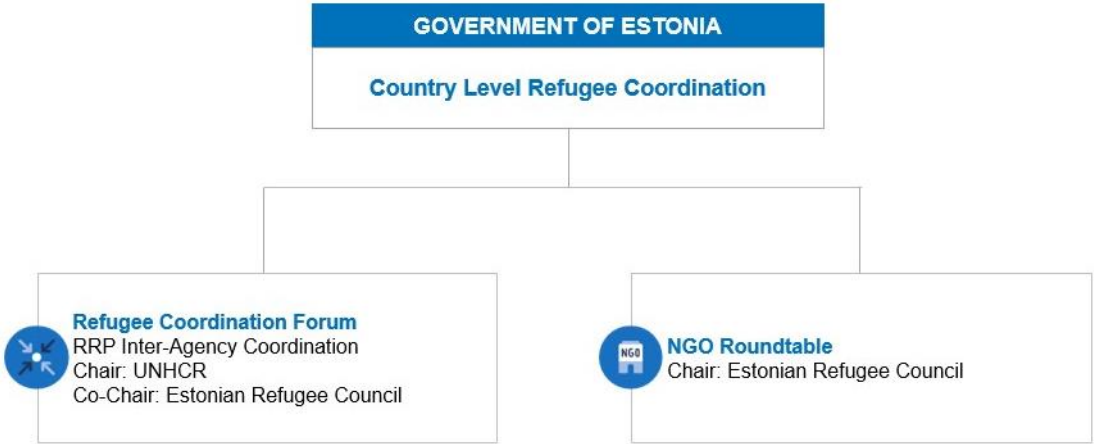 GOVERNMENT OF ESTONIA
Country Level Refugee Coordination
Refugee Coordination Forum
RRP Inter-Agency Coordination
Chair: UNHCR
Co-Chair: Estonian Refugee Council
NGO
NGO Roundtable
Chair: Estonian Refugee Council